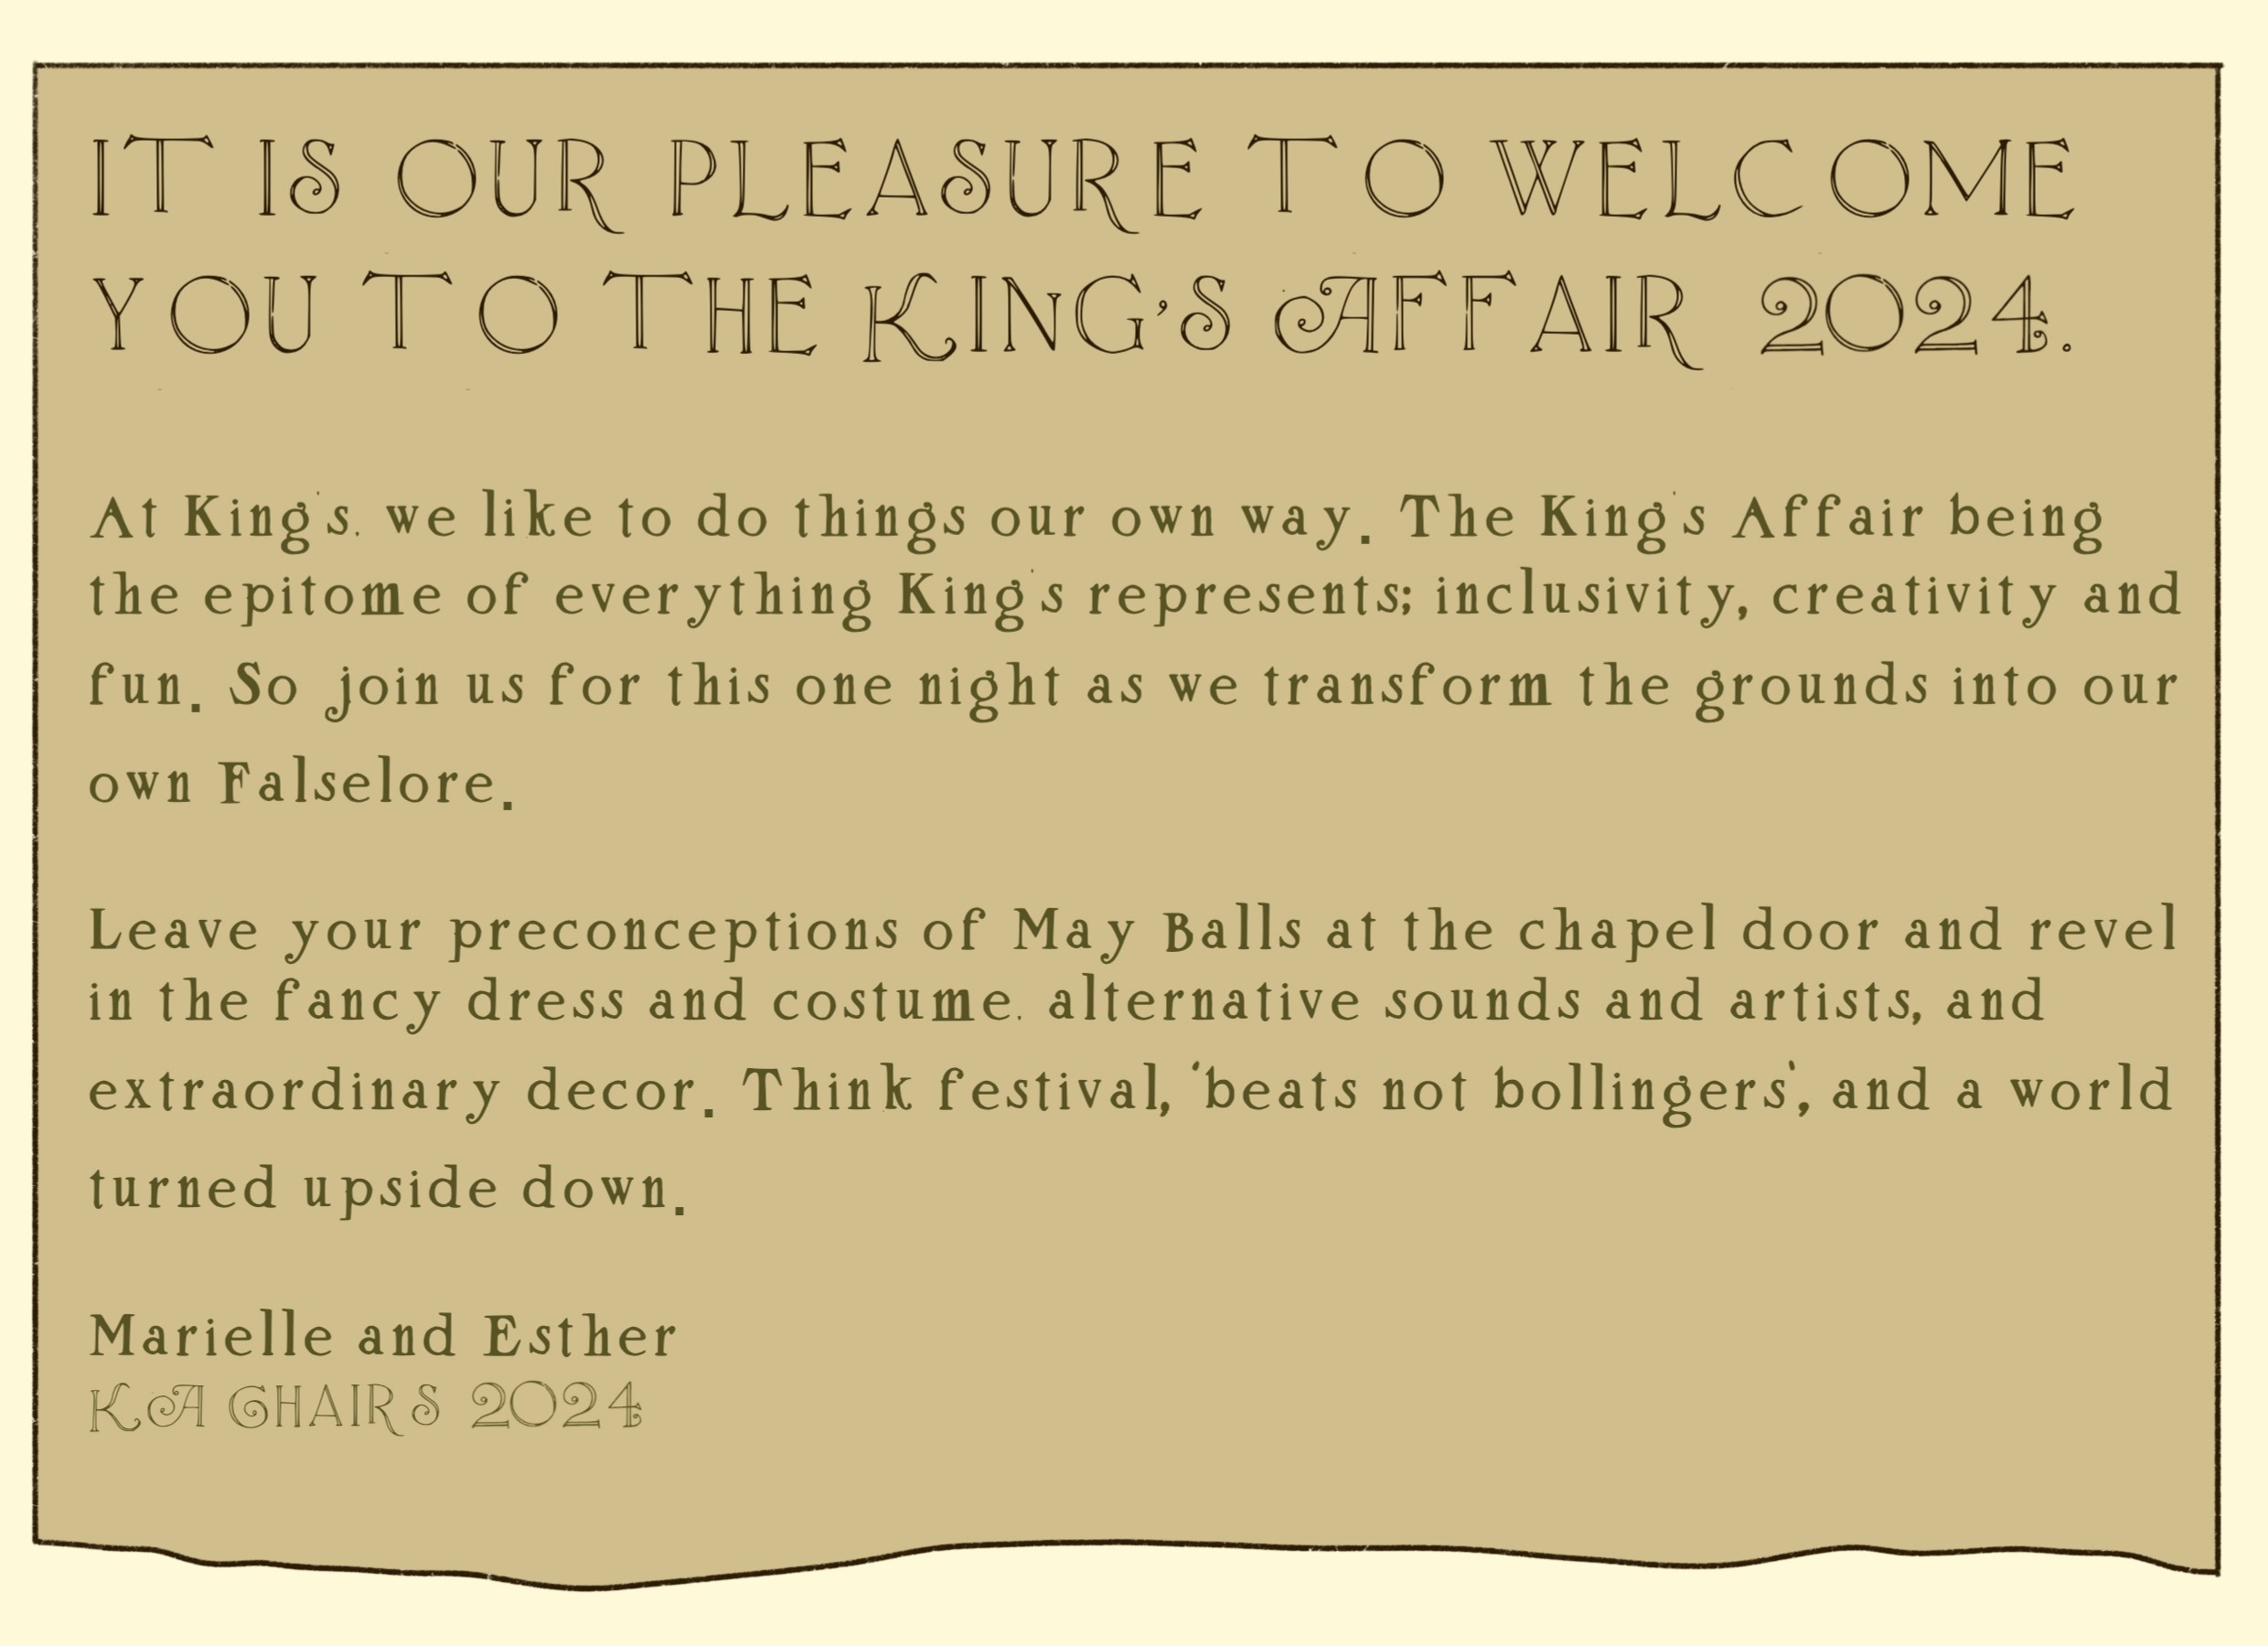 IT IS OUR PLEASURE TO WELCOME
YOU TO THE KING'S AFFAIR 2024.
At King's, we like to do things our own way. The King's Affair being
the epitome of everything King's represents; inclusivity, creativity and
fun. So join us for this one night as we transform the grounds into our
own Falselore.
Leave your preconceptions of May Balls at the chapel door and revel
in the fancy dress and costume, alternative sounds and artists, and
extraordinary decor. Think festival, 'beats not bollingers', and a world
turned upside down.
Marielle and Esther
KA CHAIRS 2024